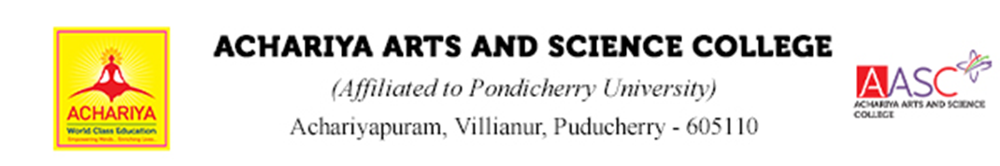 ACHARIYA ARTS AND SCIENCE COLLEGE
(Affiliated to Pondicherry University)
Achariyapuram, Villianur, Puducherry - 605110
ACHARIYA
World Class Education
Empowering Minds... Enriching Lives...
AASC
ACHARIYA ARTS AND SCIENCE
COLLEGE